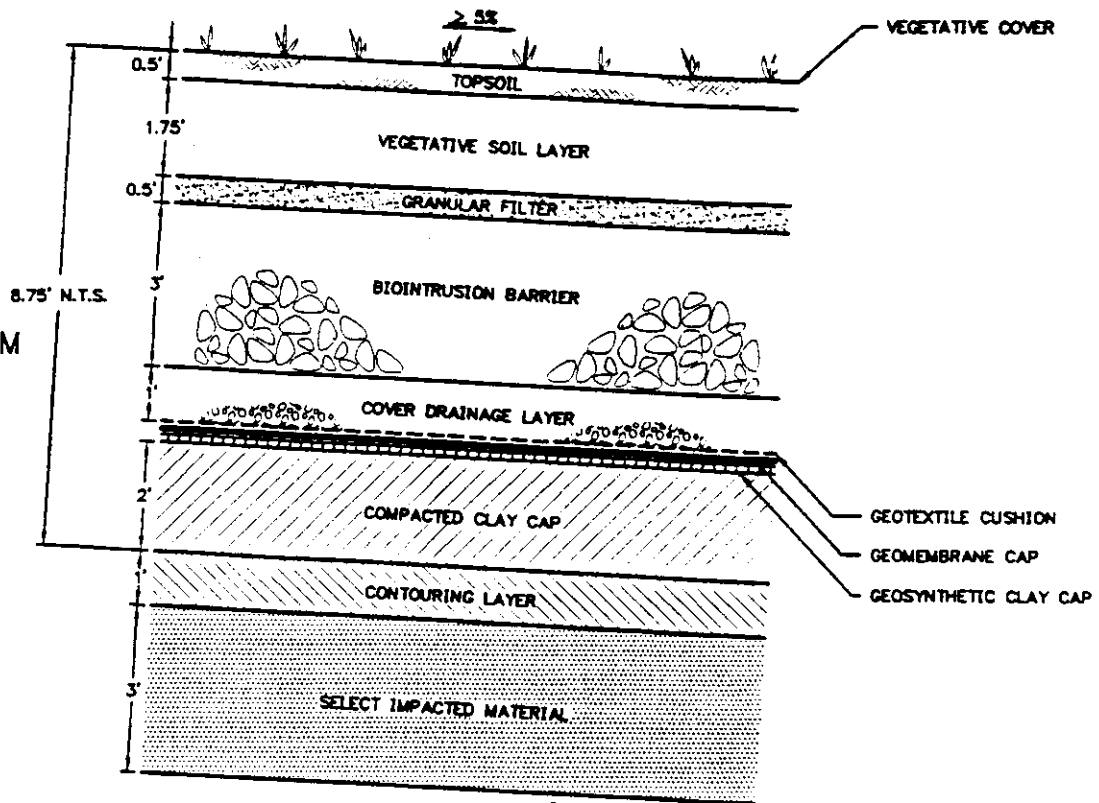 ≥ 5%
VEGETATIVE COVER
0.5'
TOPSOIL
1.75'
VEGETATIVE SOIL LAYER
0.5'
GRANULAR FILTER
8.75' N.T.S.
3'
BIOINTRUSION BARRIER
M
1'
COVER DRAINAGE LAYER
2'
COMPACTED CLAY CAP
GEOTEXTILE CUSHION
GEOMEMBRANE CAP
GEOSYNTHETIC CLAY CAP
1'
CONTOURING LAYER
3'
SELECT IMPACTED MATERIAL